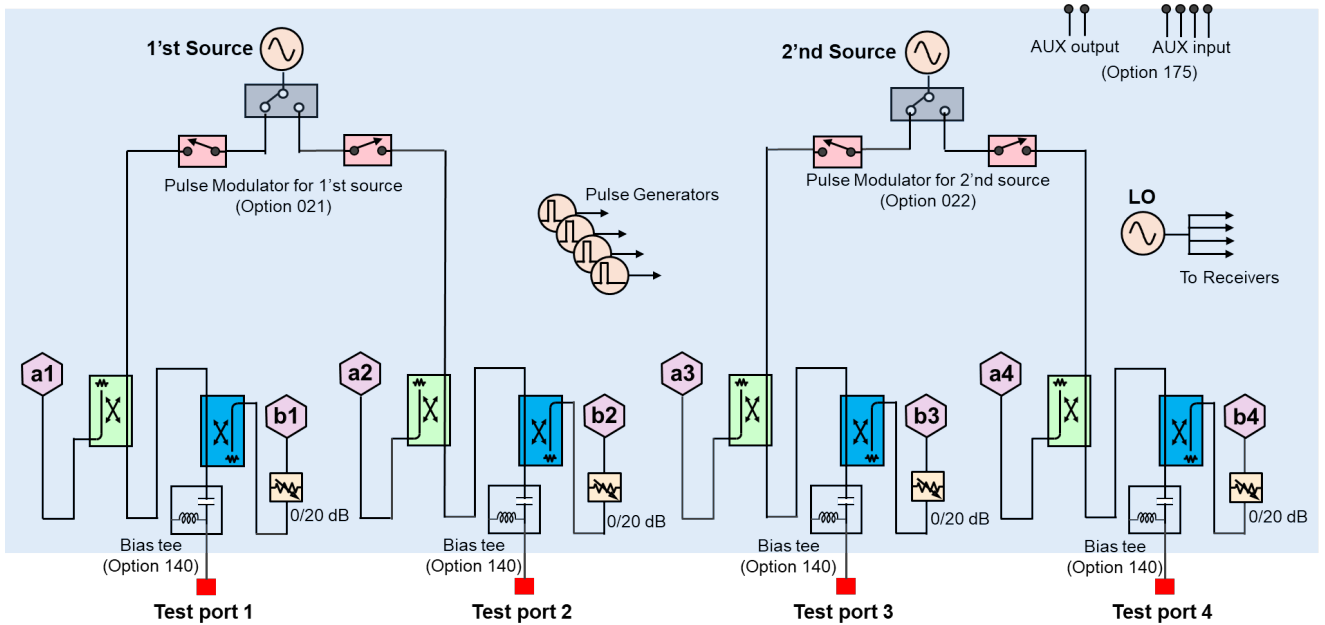 1'st Source
2'nd Source
AUX output
AUX input
(Option 175)
Pulse Modulator for 1'st source
(Option 021)
Pulse Generators
Pulse Modulator for 2'nd source
(Option 022)
LO
To Receivers
a1
b1
a2
b2
a3
b3
a4
b4
0/20 dB
0/20 dB
0/20 dB
0/20 dB
Bias tee
(Option 140)
Bias tee
(Option 140)
Bias tee
(Option 140)
Bias tee
(Option 140)
Test port 1
Test port 2
Test port 3
Test port 4